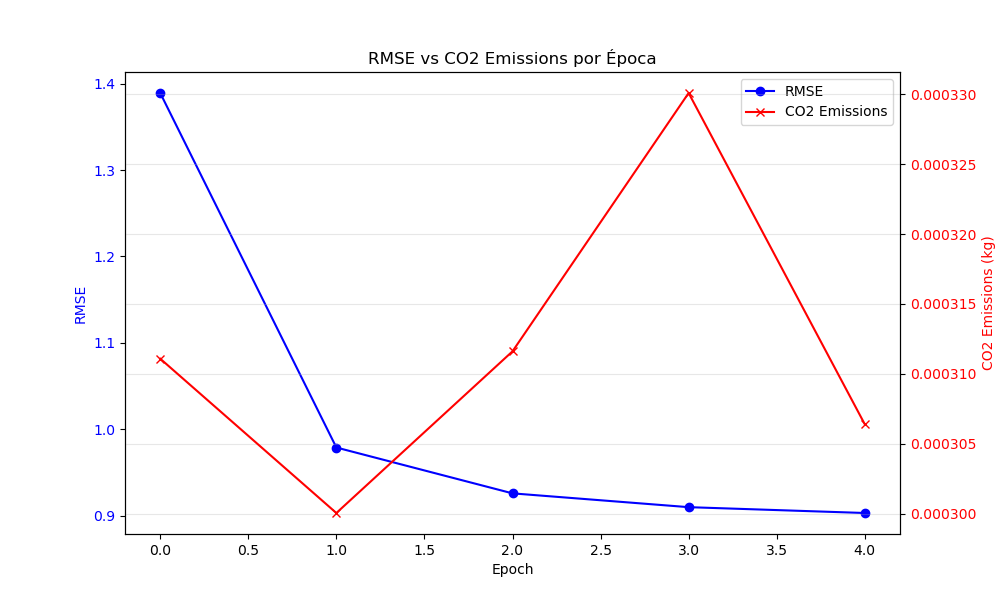 RMSE vs CO2 Emissions por Época
RMSE
CO2 Emissions
1.4
1.3
1.2
1.1
1.0
0.9
RMSE
0.000330
0.000325
0.000320
0.000315
0.000310
0.000305
0.000300
CO2 Emissions (kg)
0.0 0.5 1.0 1.5 2.0 2.5 3.0 3.5 4.0
Epoch